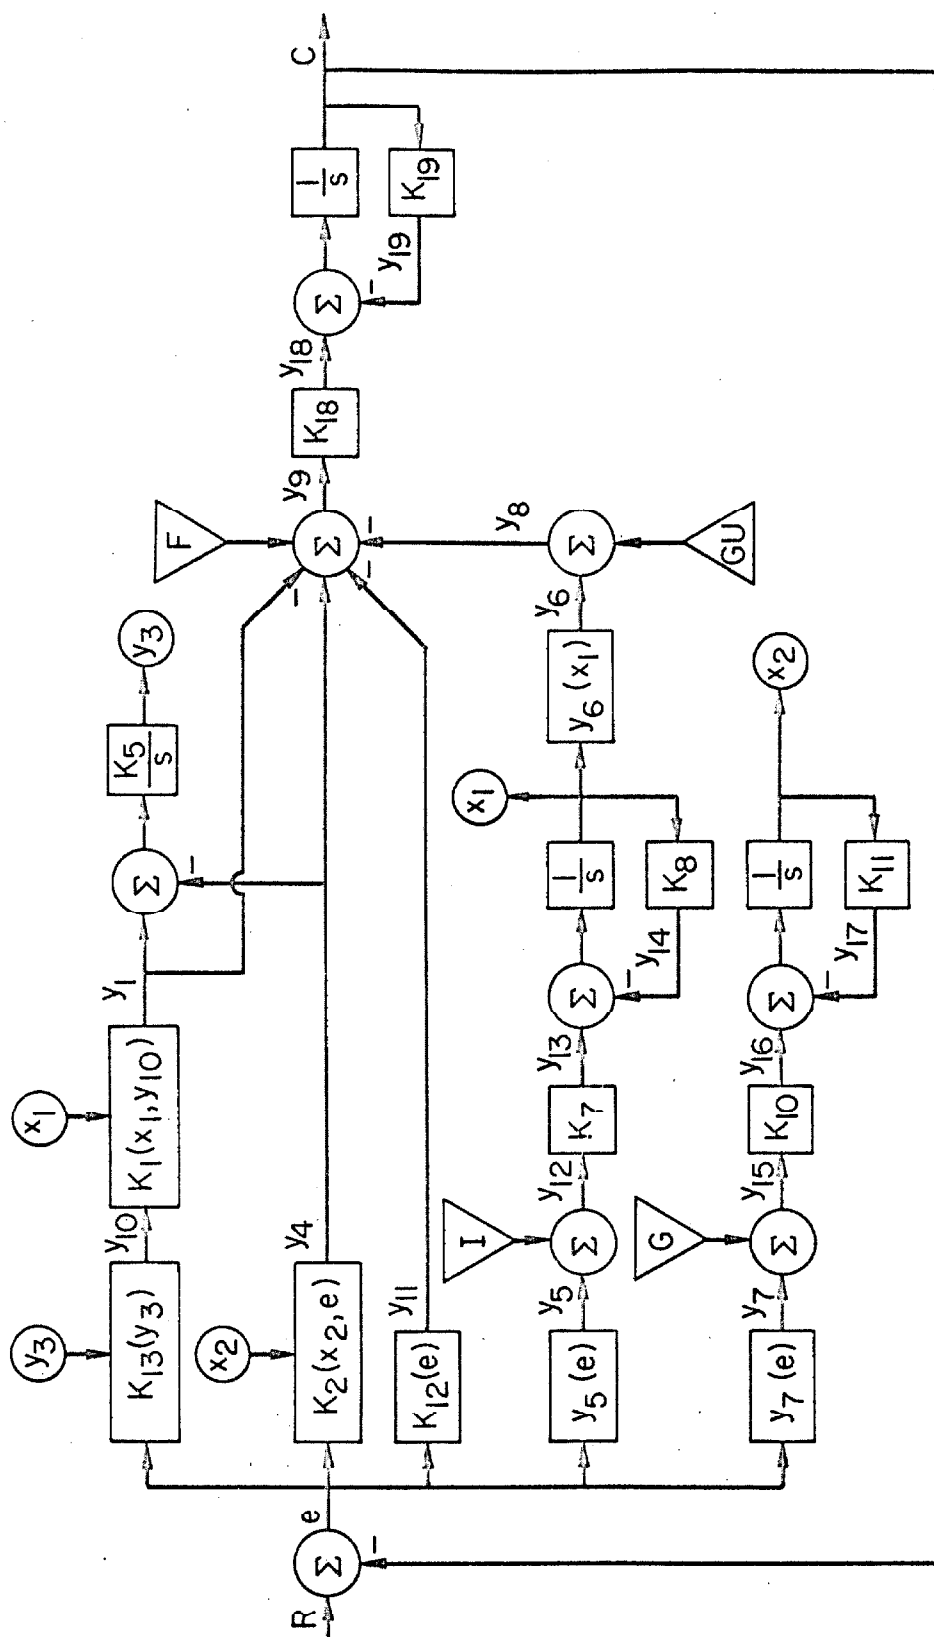 R
Σ
−
e
y3
K13(y3)
y10
x1
K1(x1, y10)
y1
Σ
−
K5/s
y3
x2
K2(x2, e)
y4
K12(e)
y11
F
Σ
−
−
−
−
y9
K18
y18
Σ
−
1/s
C
K19
y19
y5(e)
y5
I
Σ
y12
K7
y13
Σ
−
1/s
x1
K8
y14
y6(x1)
y6
Σ
y8
GU
y7(e)
y7
G
Σ
y15
K10
y16
Σ
−
1/s
x2
K11
y17